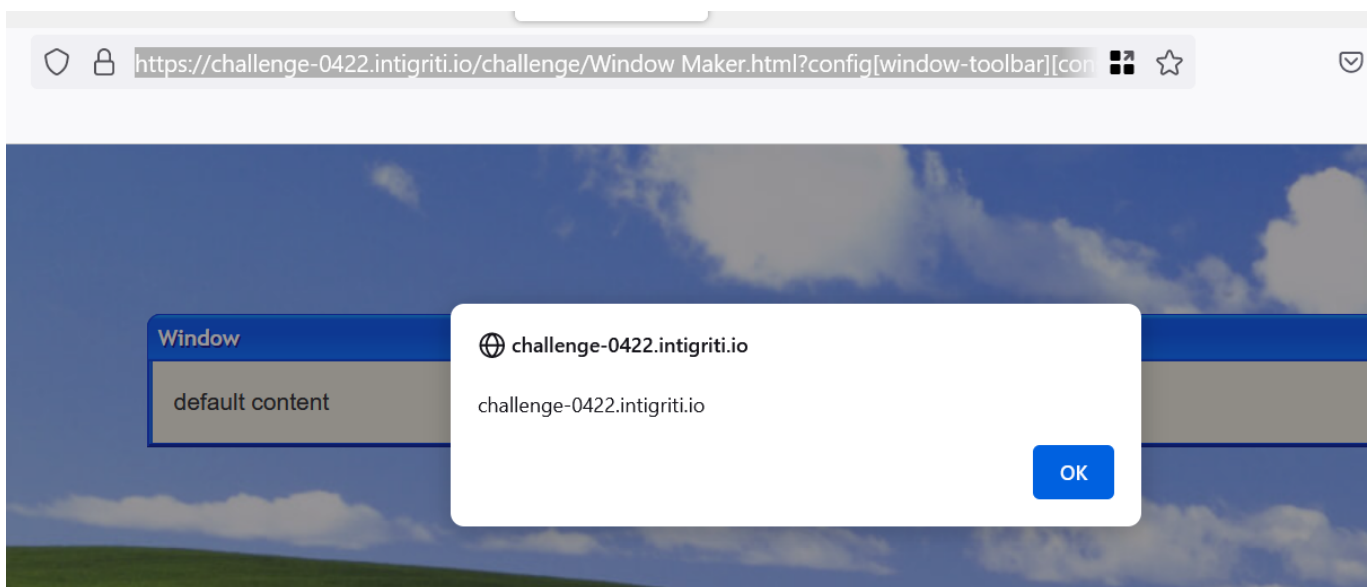 https://challenge-0422.intigriti.io/challenge/Window Maker.html?config[window-toolbar][con
Window
default content
challenge-0422.intigriti.io
challenge-0422.intigriti.io
OK